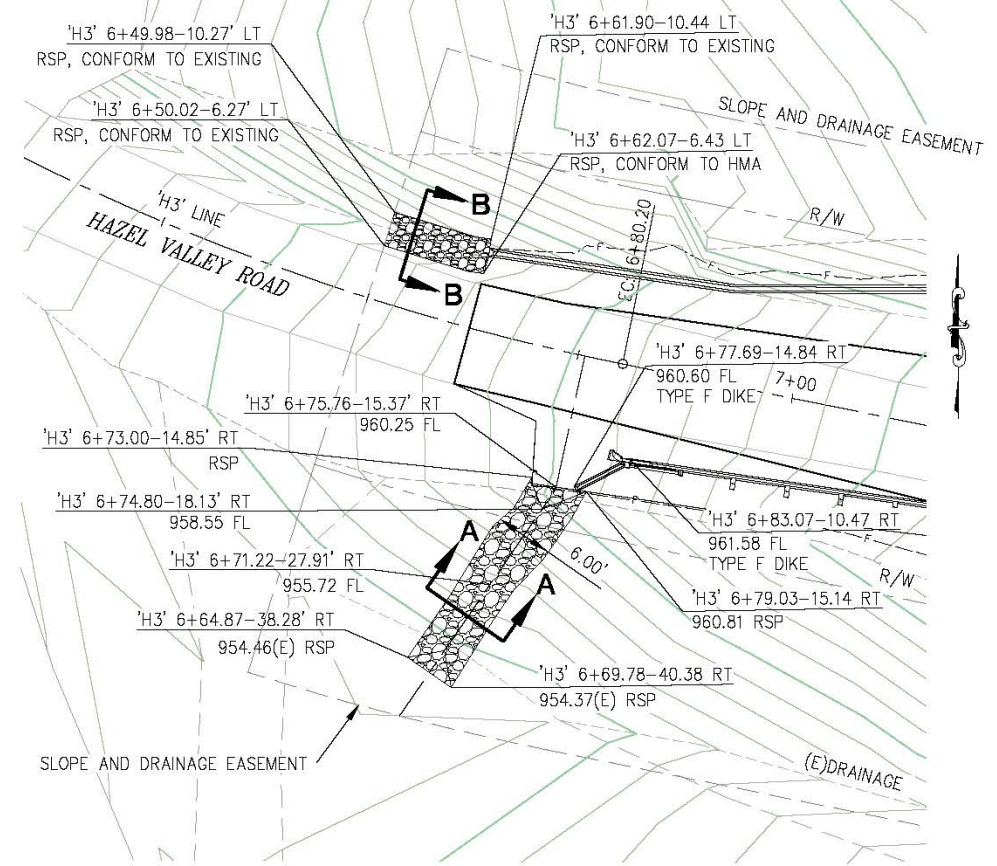 'H3' 6+49.98-10.27' LT
RSP, CONFORM TO EXISTING
'H3' 6+61.90-10.44 LT
RSP, CONFORM TO EXISTING
'H3' 6+50.02-6.27' LT
RSP, CONFORM TO EXISTING
SLOPE AND DRAINAGE EASEMENT
'H3' 6+62.07-6.43 LT
RSP, CONFORM TO HMA
'H3' LINE
HAZEL VALLEY ROAD
B
B
R/W
F
F
F
EC: 6+80.20
'H3' 6+77.69-14.84 RT
960.60 FL
TYPE F DIKE
7+00
'H3' 6+75.76-15.37' RT
960.25 FL
'H3' 6+73.00-14.85' RT
RSP
'H3' 6+74.80-18.13' RT
958.55 FL
F
'H3' 6+83.07-10.47 RT
961.58 FL
TYPE F DIKE
F
A
A
6.00'
'H3' 6+71.22-27.91' RT
955.72 FL
R/W
'H3' 6+79.03-15.14 RT
960.81 RSP
'H3' 6+64.87-38.28' RT
954.46(E) RSP
'H3' 6+69.78-40.38 RT
954.37(E) RSP
SLOPE AND DRAINAGE EASEMENT
(E)DRAINAGE